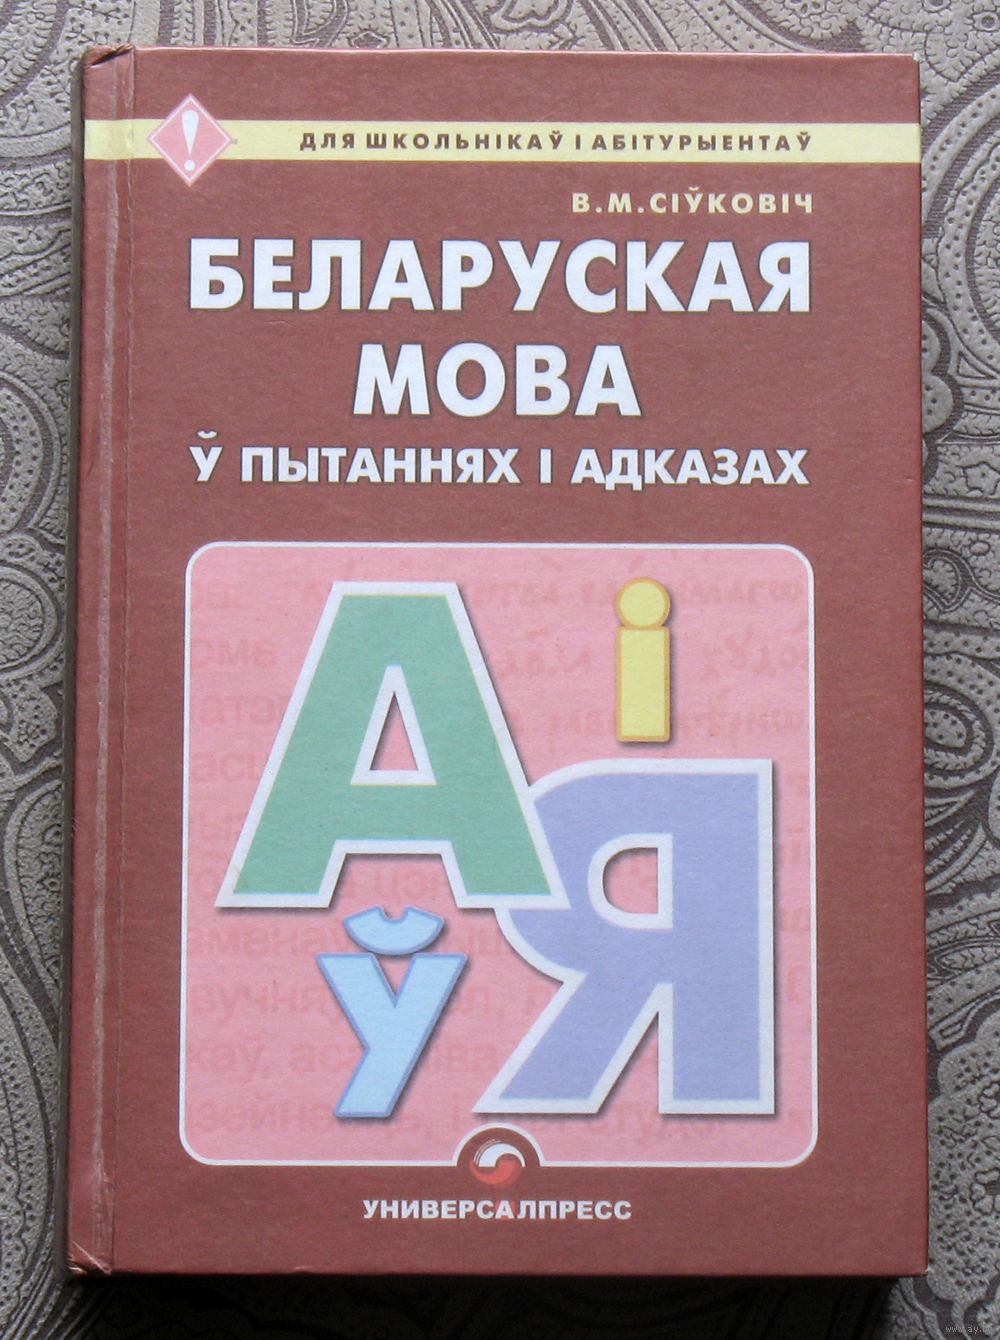 !
ДЛЯ ШКОЛЬНІКАЎ І АБІТУРЫЕНТАЎ
В.М.СІЎКОВІЧ
БЕЛАРУСКАЯ
МОВА
Ў ПЫТАННЯХ І АДКАЗАХ
А і
Ў Я
УНИВЕРСАЛПРЕСС